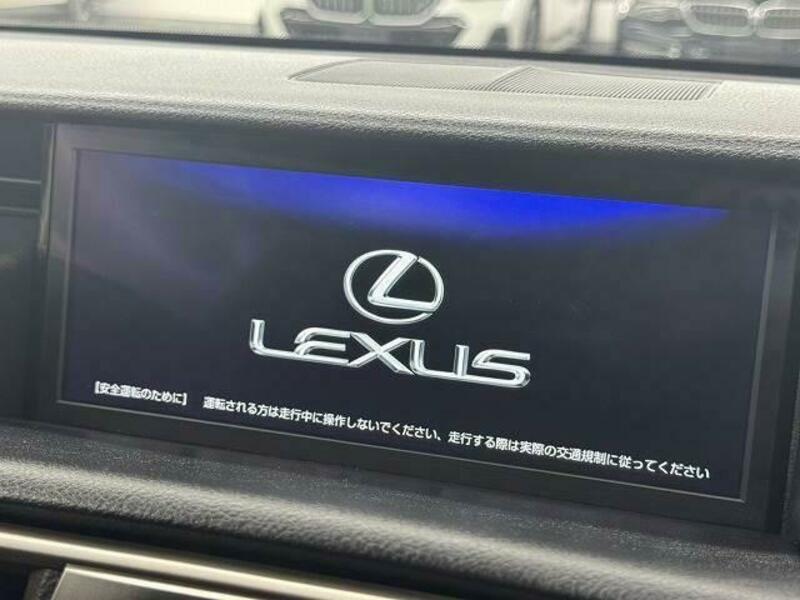 LEXUS
【安全運転のために】 運転される方は走行中に操作しないでください、走行する際は実際の交通規制に従ってください